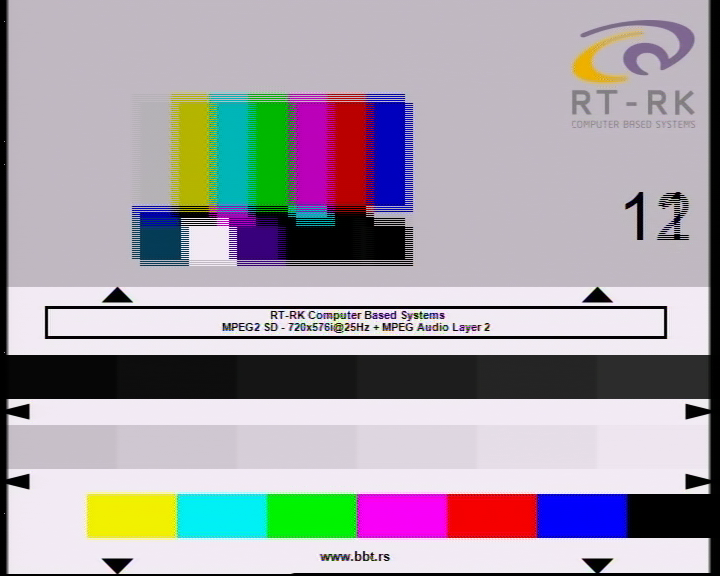 RT-RK
COMPUTER BASED SYSTEMS
RT-RK Computer Based Systems
MPEG2 SD - 720x576i@25Hz + MPEG Audio Layer 2
www.bbt.rs